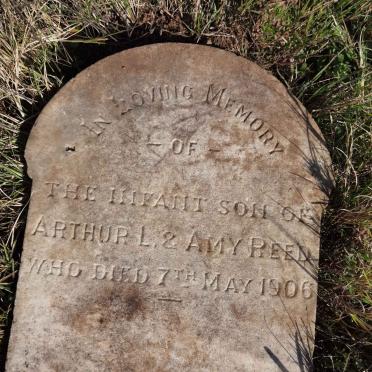 IN LOVING MEMORY
– OF –
THE INFANT SON OF
ARTHUR L. & AMY REED
WHO DIED 7TH MAY 1906